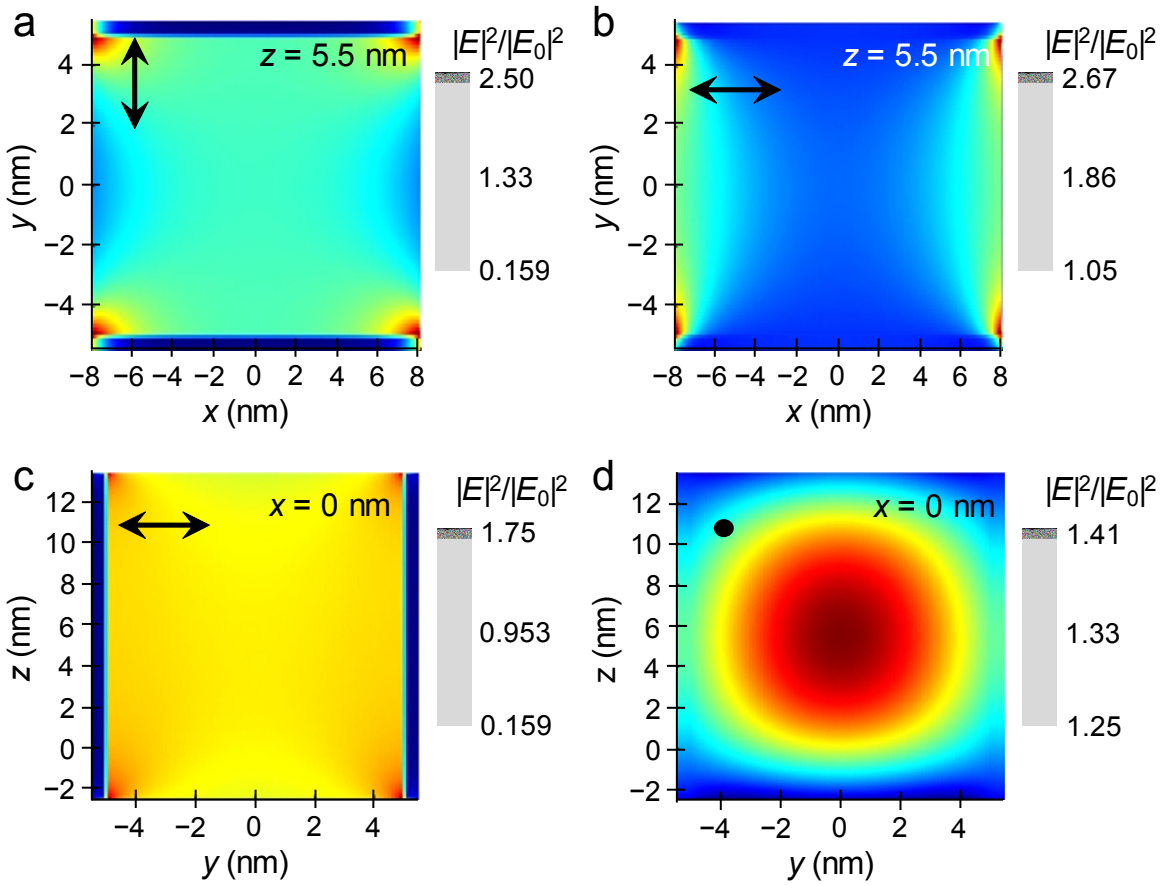 a
z = 5.5 nm
|E|²/|E₀|²
2.50
1.33
0.159
4
2
0
−2
−4
y (nm)
−8 −6 −4 −2 0 2 4 6 8
x (nm)
b
z = 5.5 nm
|E|²/|E₀|²
2.67
1.86
1.05
4
2
0
−2
−4
y (nm)
−8 −6 −4 −2 0 2 4 6 8
x (nm)
c
x = 0 nm
|E|²/|E₀|²
1.75
0.953
0.159
12
10
8
6
4
2
0
−2
z (nm)
−4 −2 0 2 4
y (nm)
d
x = 0 nm
|E|²/|E₀|²
1.41
1.33
1.25
12
10
8
6
4
2
0
−2
z (nm)
−4 −2 0 2 4
y (nm)